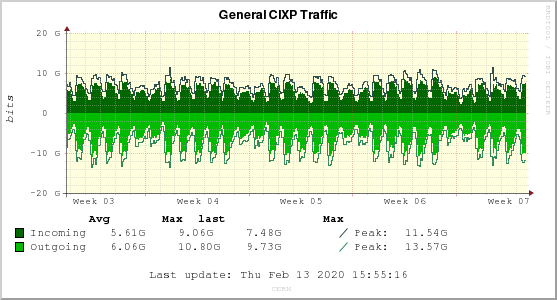 General CIXP Traffic
RRDTOOL / TOBI OETIKER
bits
20 G
10 G
0
-10 G
-20 G
Week 03 Week 04 Week 05 Week 06 Week 07
Avg Max last Max
Incoming 5.61G 9.06G 7.48G Peak: 11.54G
Outgoing 6.06G 10.80G 9.73G Peak: 13.57G
Last update: Thu Feb 13 2020 15:55:16
CERN